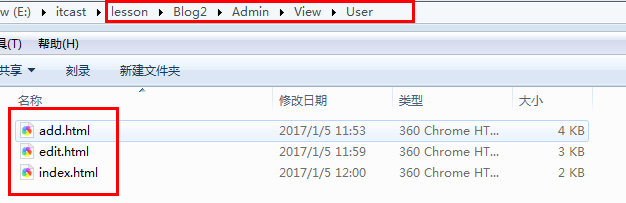 w (E:) ▸ itcast ▸ lesson ▸ Blog2 ▸ Admin ▸ View ▸ User
(T) 帮助(H)
共享 ▼ 刻录 新建文件夹
名称 修改日期 类型 大小
add.html 2017/1/5 11:53 360 Chrome HT... 4 KB
edit.html 2017/1/5 11:59 360 Chrome HT... 3 KB
index.html 2017/1/5 12:00 360 Chrome HT... 2 KB